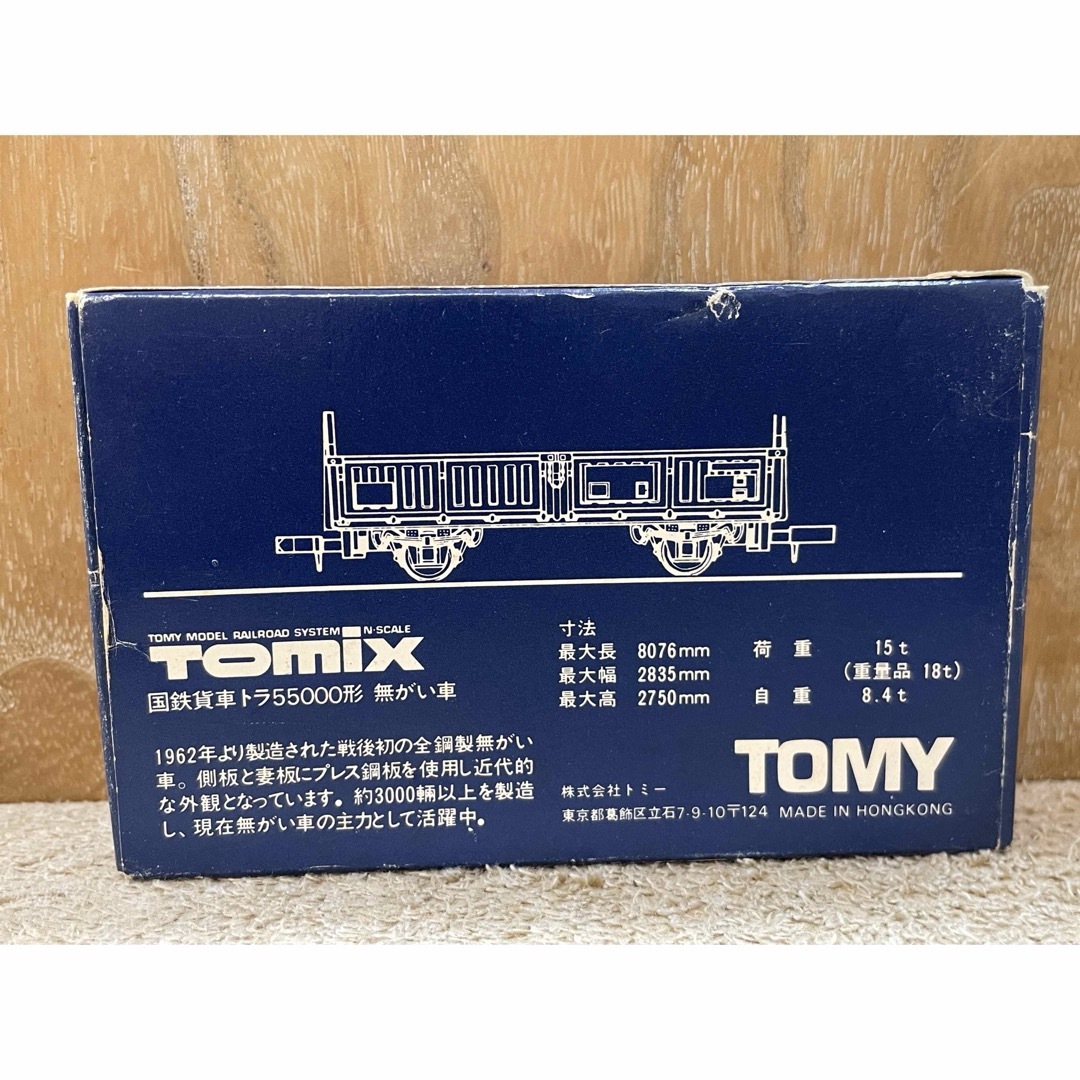 TOMY MODEL RAILROAD SYSTEM N·SCALE
TOMIX
国鉄貨車トラ55000形 無がい車
1962年より製造された戦後初の全鋼製無がい
車。側板と妻板にプレス鋼板を使用し近代的
な外観となっています。約3000輌以上を製造
し、現在無がい車の主力として活躍中。
寸法
最大長 8076mm 荷重 15t
最大幅 2835mm (重量品 18t)
最大高 2750mm 自重 8.4t
TOMY
株式会社トミー
東京都葛飾区立石7-9-10〒124 MADE IN HONGKONG